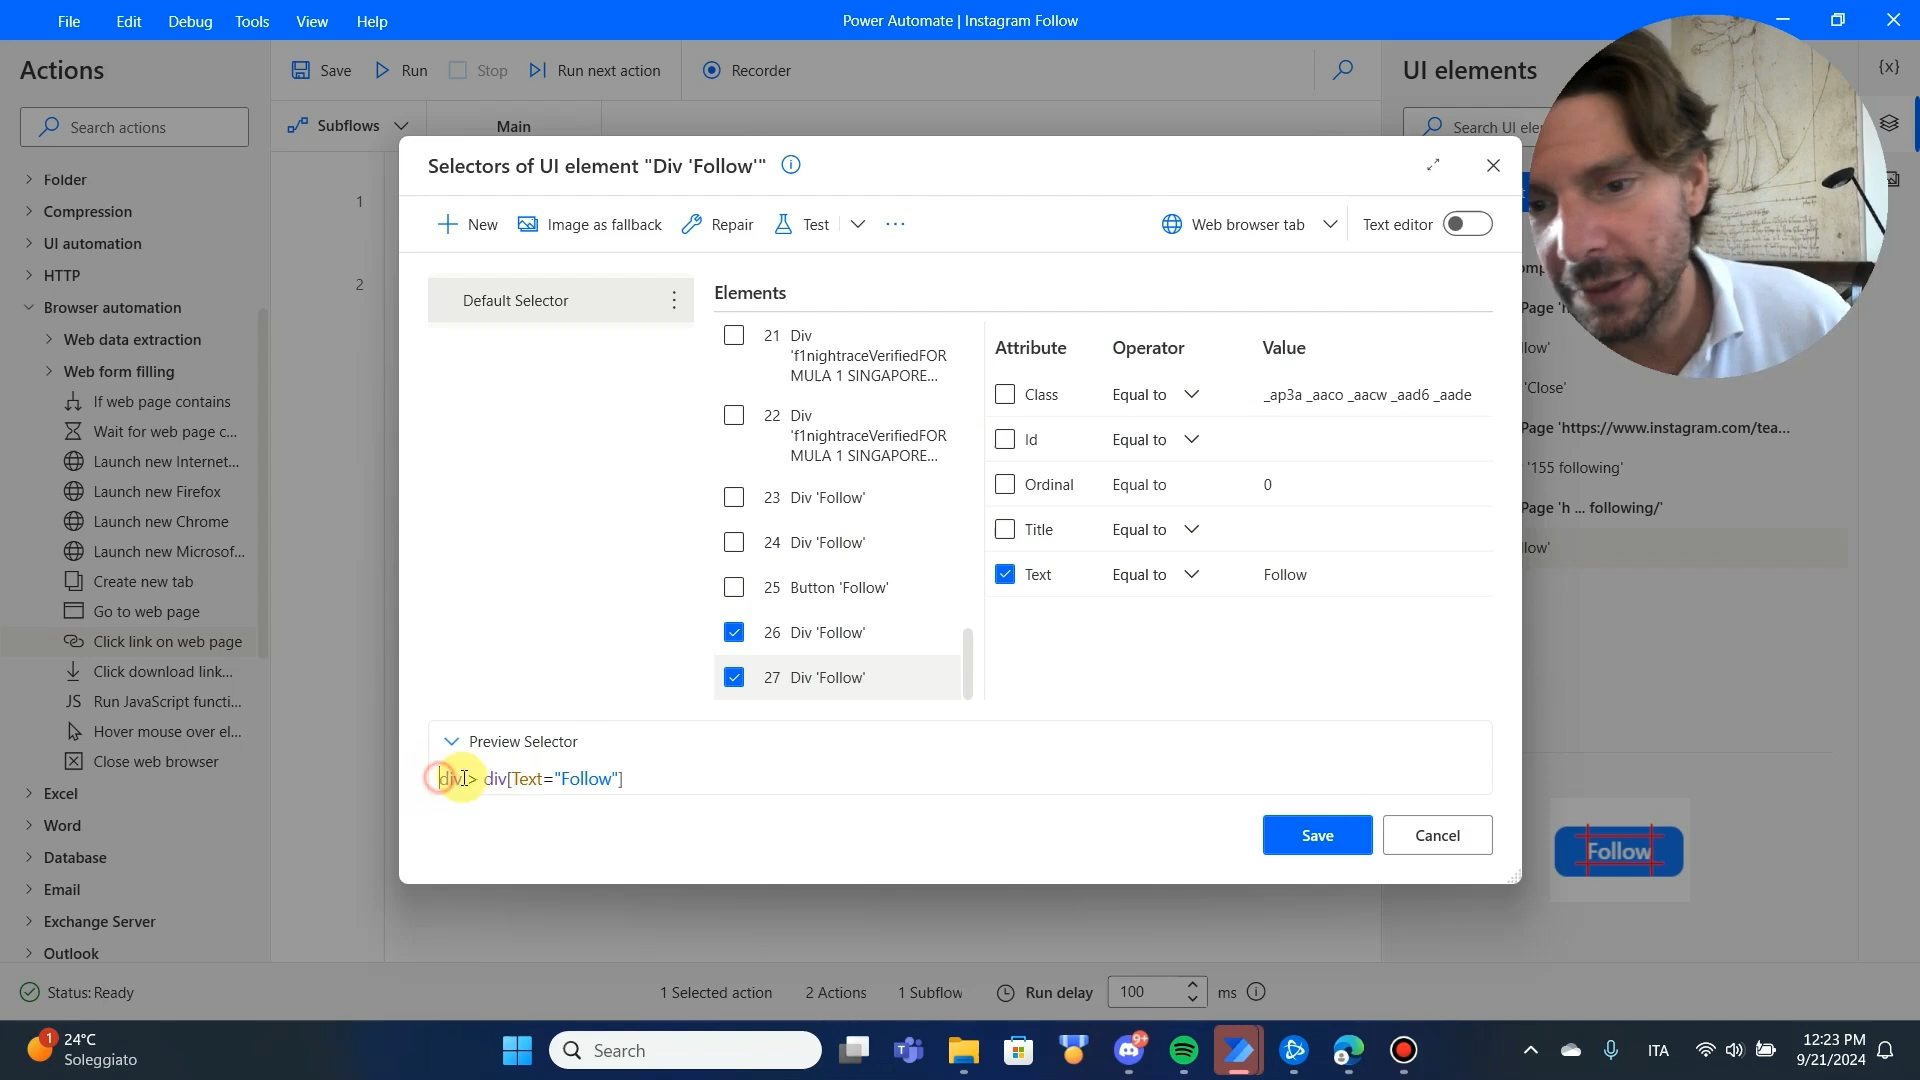 File Edit Debug Tools View Help
Power Automate | Instagram Follow
Actions
Search actions
Folder
Compression
UI automation
HTTP
Browser automation
Web data extraction
Web form filling
If web page contains
Wait for web page c...
Launch new Internet...
Launch new Firefox
Launch new Chrome
Launch new Microsof...
Create new tab
Go to web page
Click link on web page
Click download link...
JS Run JavaScript functi...
Hover mouse over el...
Close web browser
Excel
Word
Database
Email
Exchange Server
Outlook
Save Run Stop Run next action Recorder
Subflows Main
1
2
Selectors of UI element "Div 'Follow'"
New Image as fallback Repair Test ... Web browser tab Text editor
Default Selector
Elements
21 Div
'f1nightraceVerifiedFOR
MULA 1 SINGAPORE...
22 Div
'f1nightraceVerifiedFOR
MULA 1 SINGAPORE...
23 Div 'Follow'
24 Div 'Follow'
25 Button 'Follow'
26 Div 'Follow'
27 Div 'Follow'
Attribute Operator Value
Class Equal to _ap3a _aaco _aacw _aad6 _aade
Id Equal to
Ordinal Equal to 0
Title Equal to
Text Equal to Follow
Preview Selector
div > div[Text="Follow"]
Save Cancel
UI elements
{x}
Search UI ele
Page 'h
low'
'Close'
Page 'https://www.instagram.com/tea...
'155 following'
Page 'h ... following/'
low'
Follow
Status: Ready
1 Selected action 2 Actions 1 Subflow Run delay 100 ms
1
24°C
Soleggiato
Search
9+
ITA
12:23 PM
9/21/2024